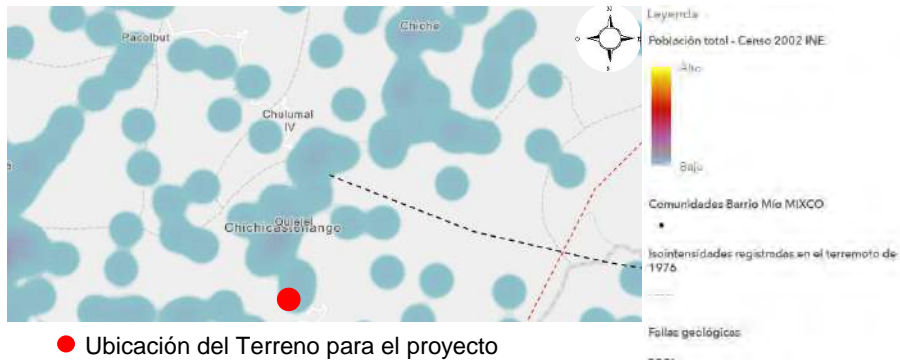 Pacolbut
Chiche
Chulumal
IV
Quiejel
Chichicastenango
N
O
S
Leyenda
Población total - Censo 2002 INE
Alto
Bajo
Comunidades Barrio Mío MIXCO
Isointensidades registradas en el terremoto de
1976
Fallas geológicas
Ubicación del Terreno para el proyecto